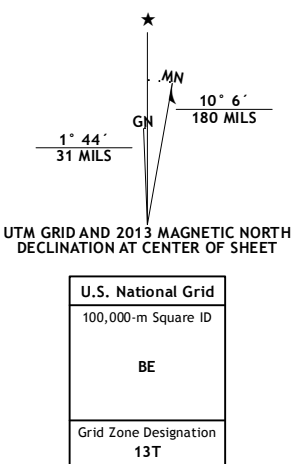 ★
MN
GN
10° 6´
180 MILS
1° 44´
31 MILS
UTM GRID AND 2013 MAGNETIC NORTH
DECLINATION AT CENTER OF SHEET
U.S. National Grid
100,000-m Square ID
BE
Grid Zone Designation
13T